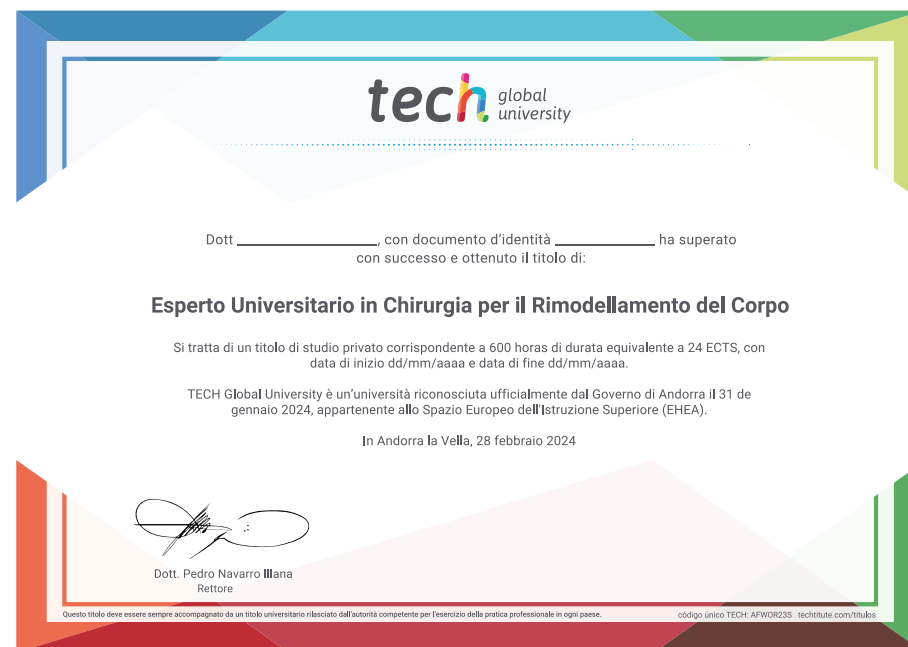 tech global university
Dott ____________, con documento d'identità ____________ ha superato
con successo e ottenuto il titolo di:
Esperto Universitario in Chirurgia per il Rimodellamento del Corpo
Si tratta di un titolo di studio privato corrispondente a 600 horas di durata equivalente a 24 ECTS, con
data di inizio dd/mm/aaaa e data di fine dd/mm/aaaa.
TECH Global University è un'università riconosciuta ufficialmente dal Governo di Andorra il 31 de
gennaio 2024, appartenente allo Spazio Europeo dell'Istruzione Superiore (EHEA).
In Andorra la Vella, 28 febbraio 2024
Dott. Pedro Navarro Illana
Rettore
Questo titolo deve essere sempre accompagnato da un titolo universitario rilasciato dall'autorità competente per l'esercizio della pratica professionale in ogni paese.
código único TECH: AFWOR23S techtitute.com/titulos